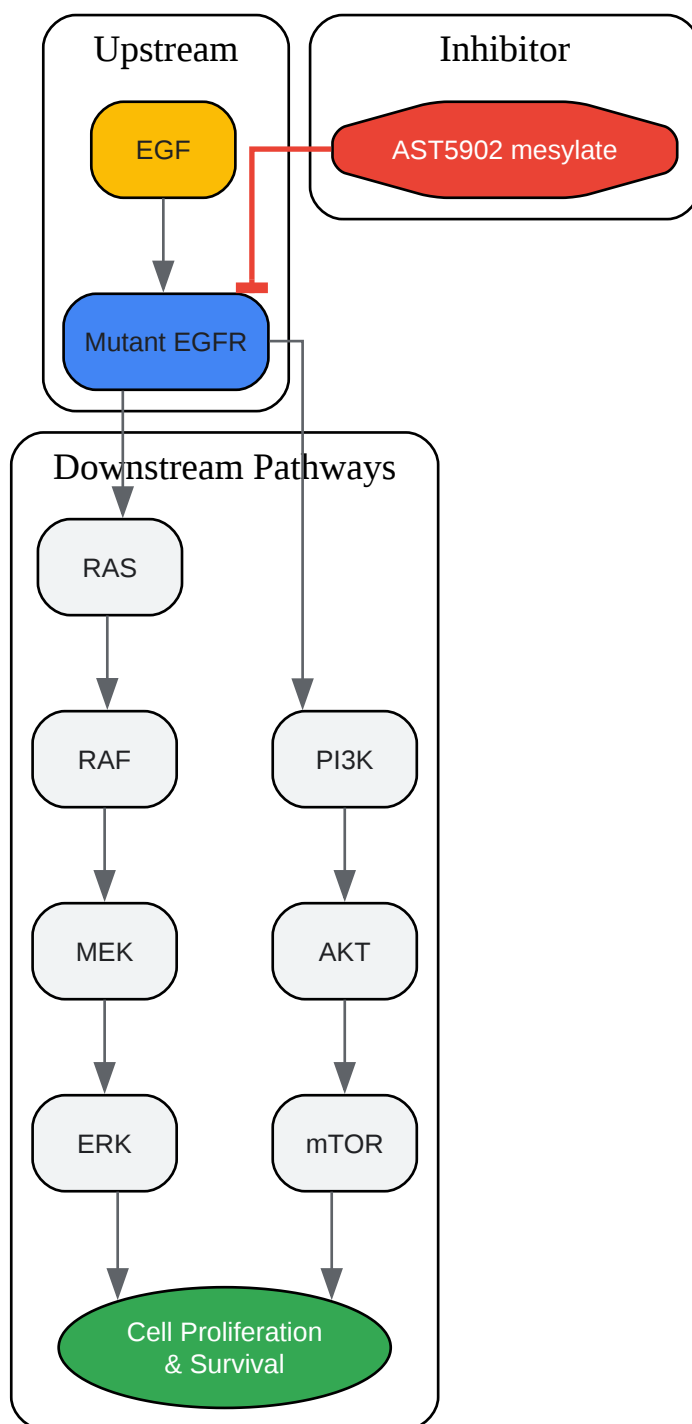 Upstream
Inhibitor
EGF
AST5902 mesylate
Mutant EGFR
Downstream Pathways
RAS
RAF
PI3K
MEK
AKT
ERK
mTOR
Cell Proliferation
& Survival